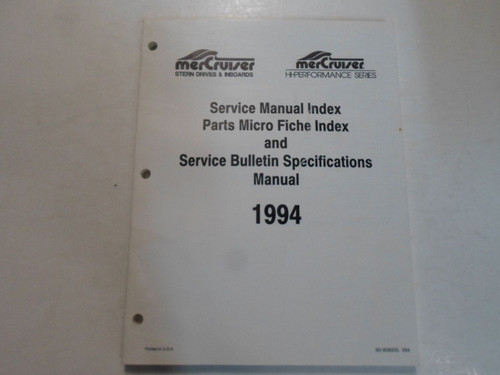 merCruiser
STERN DRIVES & INBOARDS
merCruiser
HI-PERFORMANCE SERIES
Service Manual Index
Parts Micro Fiche Index
and
Service Bulletin Specifications
Manual
1994
Printed in U.S.A.